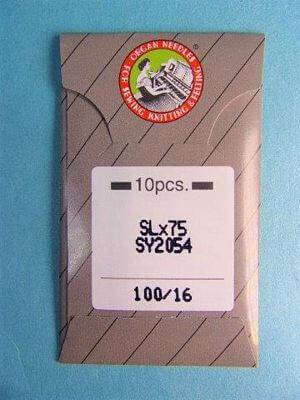 ORGAN NEEDLES
FOR SEWING, KNITTING & FELTING
®
10pcs.
SLx75
SY2054
100/16